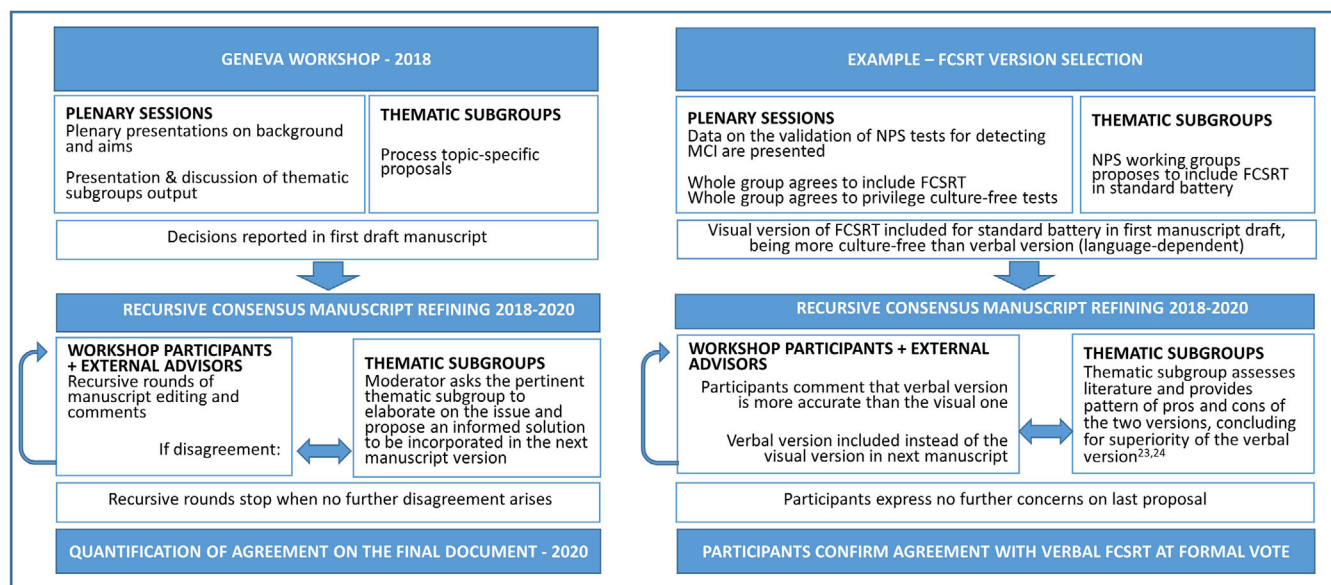 GENEVA WORKSHOP - 2018
PLENARY SESSIONS
Plenary presentations on background
and aims
Presentation & discussion of thematic
subgroups output
THEMATIC SUBGROUPS
Process topic-specific
proposals
Decisions reported in first draft manuscript
RECURSIVE CONSENSUS MANUSCRIPT REFINING 2018-2020
WORKSHOP PARTICIPANTS
+ EXTERNAL ADVISORS
Recursive rounds of
manuscript editing and
comments
If disagreement:
THEMATIC SUBGROUPS
Moderator asks the pertinent
thematic subgroup to
elaborate on the issue and
propose an informed solution
to be incorporated in the next
manuscript version
Recursive rounds stop when no further disagreement arises
QUANTIFICATION OF AGREEMENT ON THE FINAL DOCUMENT - 2020
EXAMPLE – FCSRT VERSION SELECTION
PLENARY SESSIONS
Data on the validation of NPS tests for detecting
MCI are presented
Whole group agrees to include FCSRT
Whole group agrees to privilege culture-free tests
THEMATIC SUBGROUPS
NPS working groups
proposes to include FCSRT
in standard battery
Visual version of FCSRT included for standard battery in first manuscript draft,
being more culture-free than verbal version (language-dependent)
RECURSIVE CONSENSUS MANUSCRIPT REFINING 2018-2020
WORKSHOP PARTICIPANTS + EXTERNAL
ADVISORS
Participants comment that verbal version
is more accurate than the visual one
Verbal version included instead of the
visual version in next manuscript
THEMATIC SUBGROUPS
Thematic subgroup assesses
literature and provides
pattern of pros and cons of
the two versions, concluding
for superiority of the verbal
version23,24
Participants express no further concerns on last proposal
PARTICIPANTS CONFIRM AGREEMENT WITH VERBAL FCSRT AT FORMAL VOTE